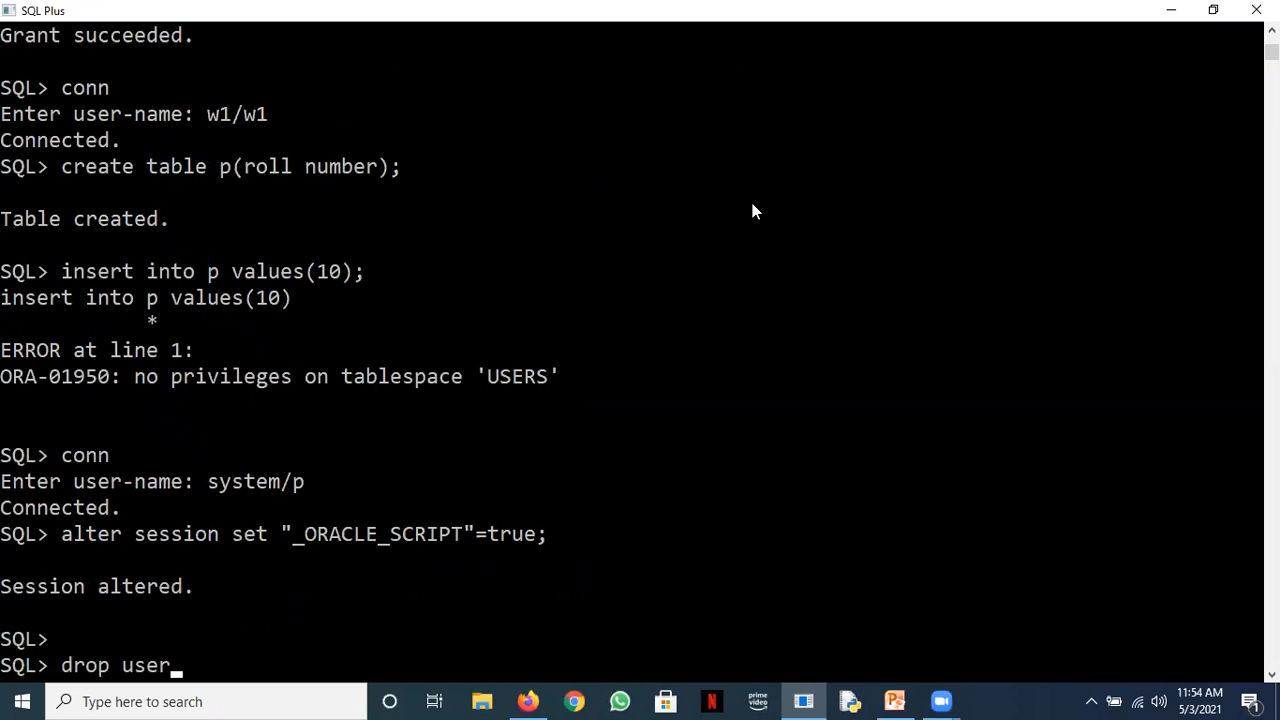 SQL Plus
Grant succeeded.
SQL> conn
Enter user-name: w1/w1
Connected.
SQL> create table p(roll number);
Table created.
SQL> insert into p values(10);
insert into p values(10)
*
ERROR at line 1:
ORA-01950: no privileges on tablespace 'USERS'
SQL> conn
Enter user-name: system/p
Connected.
SQL> alter session set "_ORACLE_SCRIPT"=true;
Session altered.
SQL>
SQL> drop user
Type here to search
N
prime video
11:54 AM
5/3/2021
1